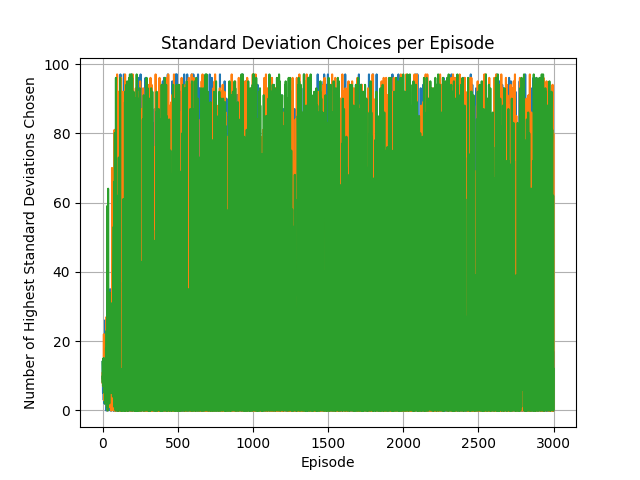 Standard Deviation Choices per Episode
Number of Highest Standard Deviations Chosen
100
80
60
40
20
0
0 500 1000 1500 2000 2500 3000
Episode